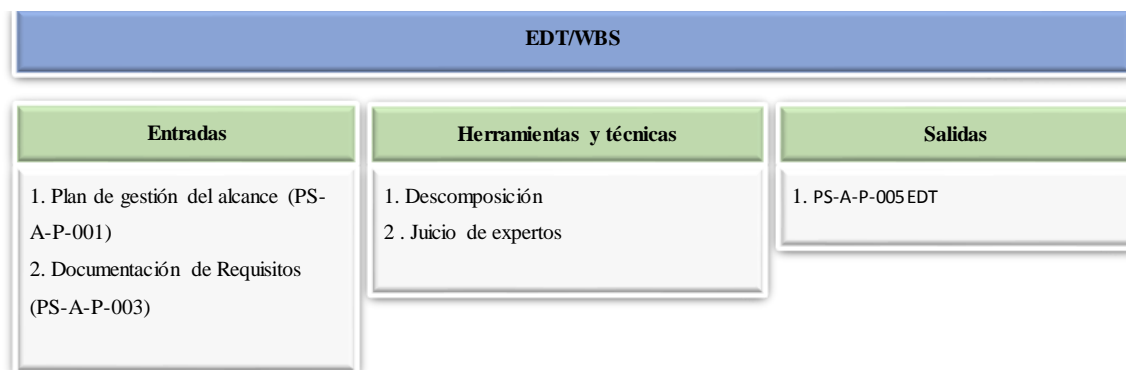 EDT/WBS
Entradas
Herramientas y técnicas
Salidas
1. Plan de gestión del alcance (PS-
A-P-001)
2. Documentación de Requisitos
(PS-A-P-003)
1. Descomposición
2 . Juicio de expertos
1. PS-A-P-005 EDT